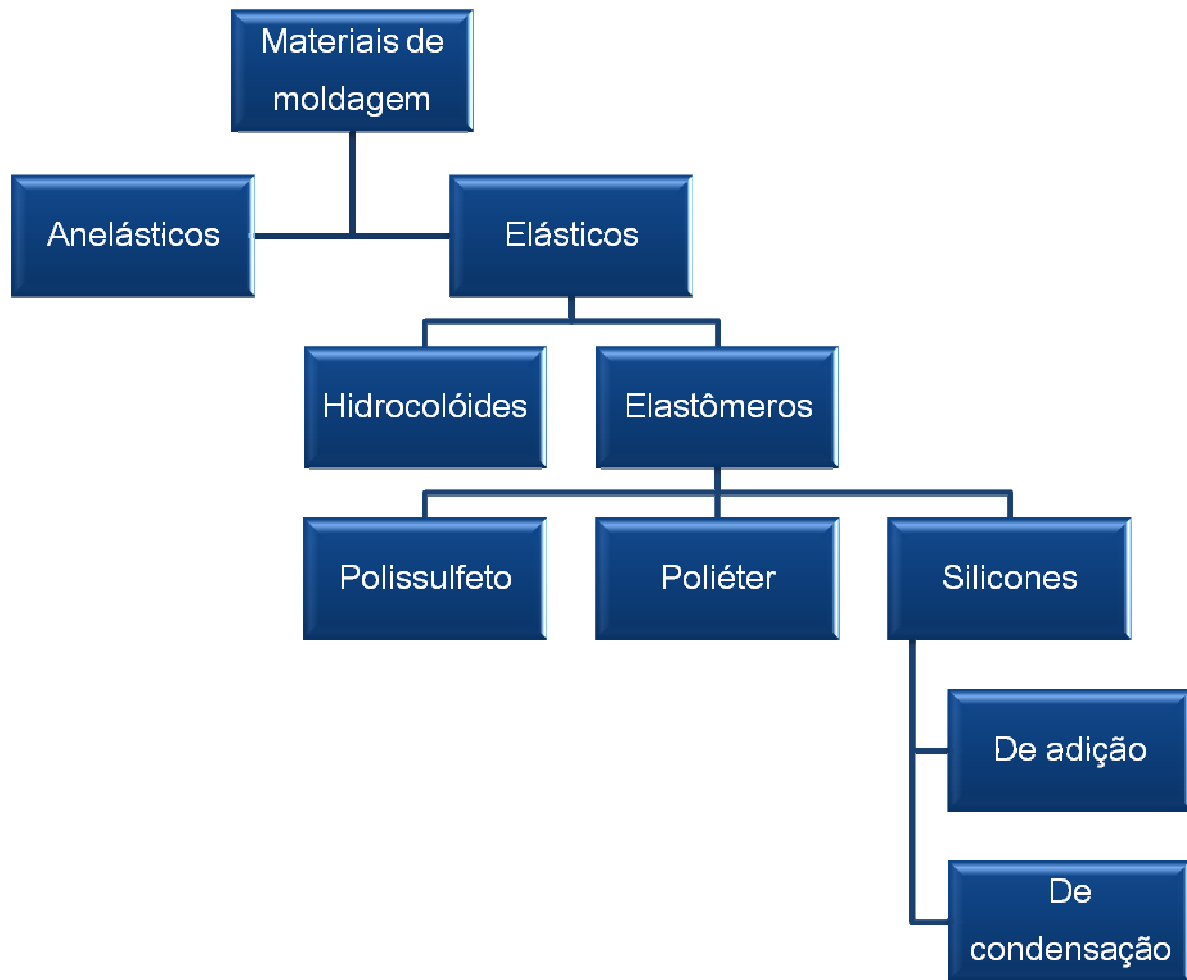 Materiais de
moldagem
Anelásticos
Elásticos
Hidrocolóides
Elastômeros
Polissulfeto
Poliéter
Silicones
De adição
De
condensação